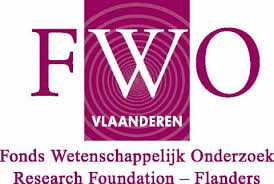 FWO
VLAANDEREN
Fonds Wetenschappelijk Onderzoek
Research Foundation – Flanders